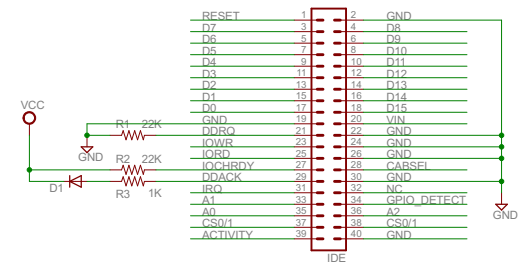 RESET 1 2 GND
D7 3 4 D8
D6 5 6 D9
D5 7 8 D10
D4 9 10 D11
D3 11 12 D12
D2 13 14 D13
D1 15 16 D14
D0 17 18 D15
GND 19 20 VIN
DDRQ 21 22 GND
IOWR 23 24 GND
IORD 25 26 GND
IOCHRDY 27 28 CABSEL
DDACK 29 30 GND
IRQ 31 32 NC
A1 33 34 GPIO_DETECT
A0 35 36 A2
CS0/1 37 38 CS0/1
ACTIVITY 39 40 GND
VCC
R1 22K
GND
R2 22K
D1
R3 1K
GND
IDE